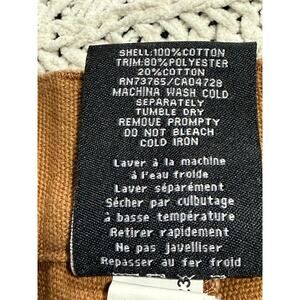 SHELL:100%COTTON
TRIM:80%POLYESTER
20%COTTON
RN73765/CA04728
MACHINA WASH COLD
SEPARATELY
TUMBLE DRY
REMOVE PROMPTY
DO NOT BLEACH
COLD IRON
Laver à la machine
à l'eau froide
Laver séparément
Sécher par culbutage
à basse température
Retirer rapidement
Ne pas javelliser
Repasser au fer froid